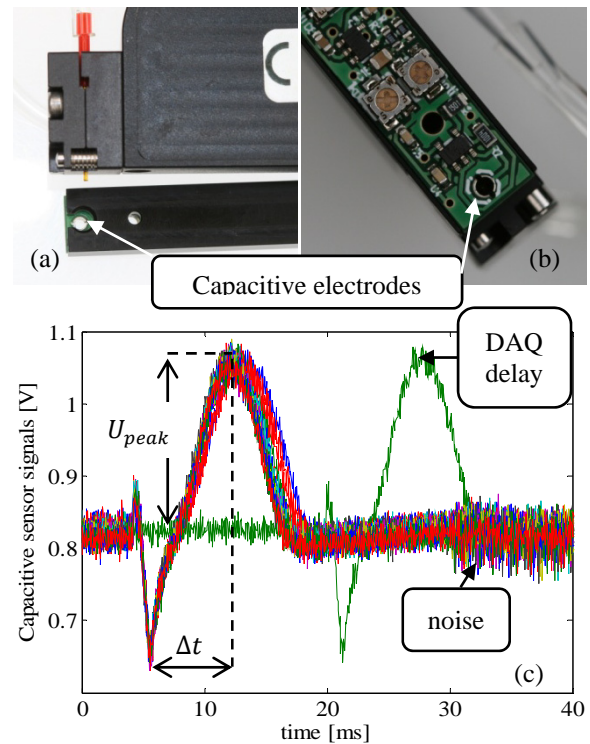 (a)
(b)
Capacitive electrodes
1.1
1
0.9
0.8
0.7
Capacitive sensor signals [V]
U_peak
Δt
DAQ
delay
noise
(c)
0
10
20
30
40
time [ms]